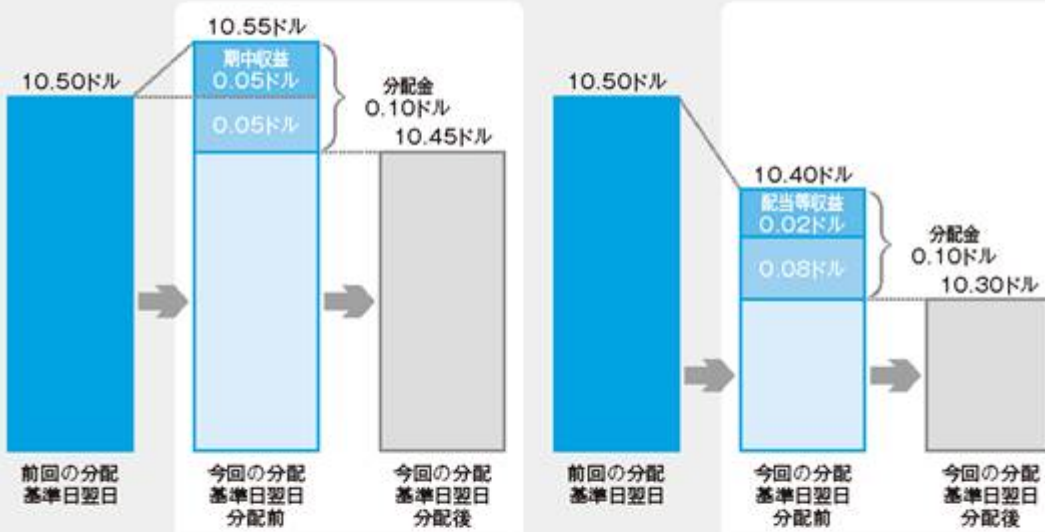 10.50ドル
10.55ドル
期中収益
0.05ドル
0.05ドル
分配金
0.10ドル
10.45ドル
前回の分配
基準日翌日
今回の分配
基準日翌日
分配前
今回の分配
基準日翌日
分配後
10.50ドル
10.40ドル
配当等収益
0.02ドル
0.08ドル
分配金
0.10ドル
10.30ドル
前回の分配
基準日翌日
今回の分配
基準日翌日
分配前
今回の分配
基準日翌日
分配後